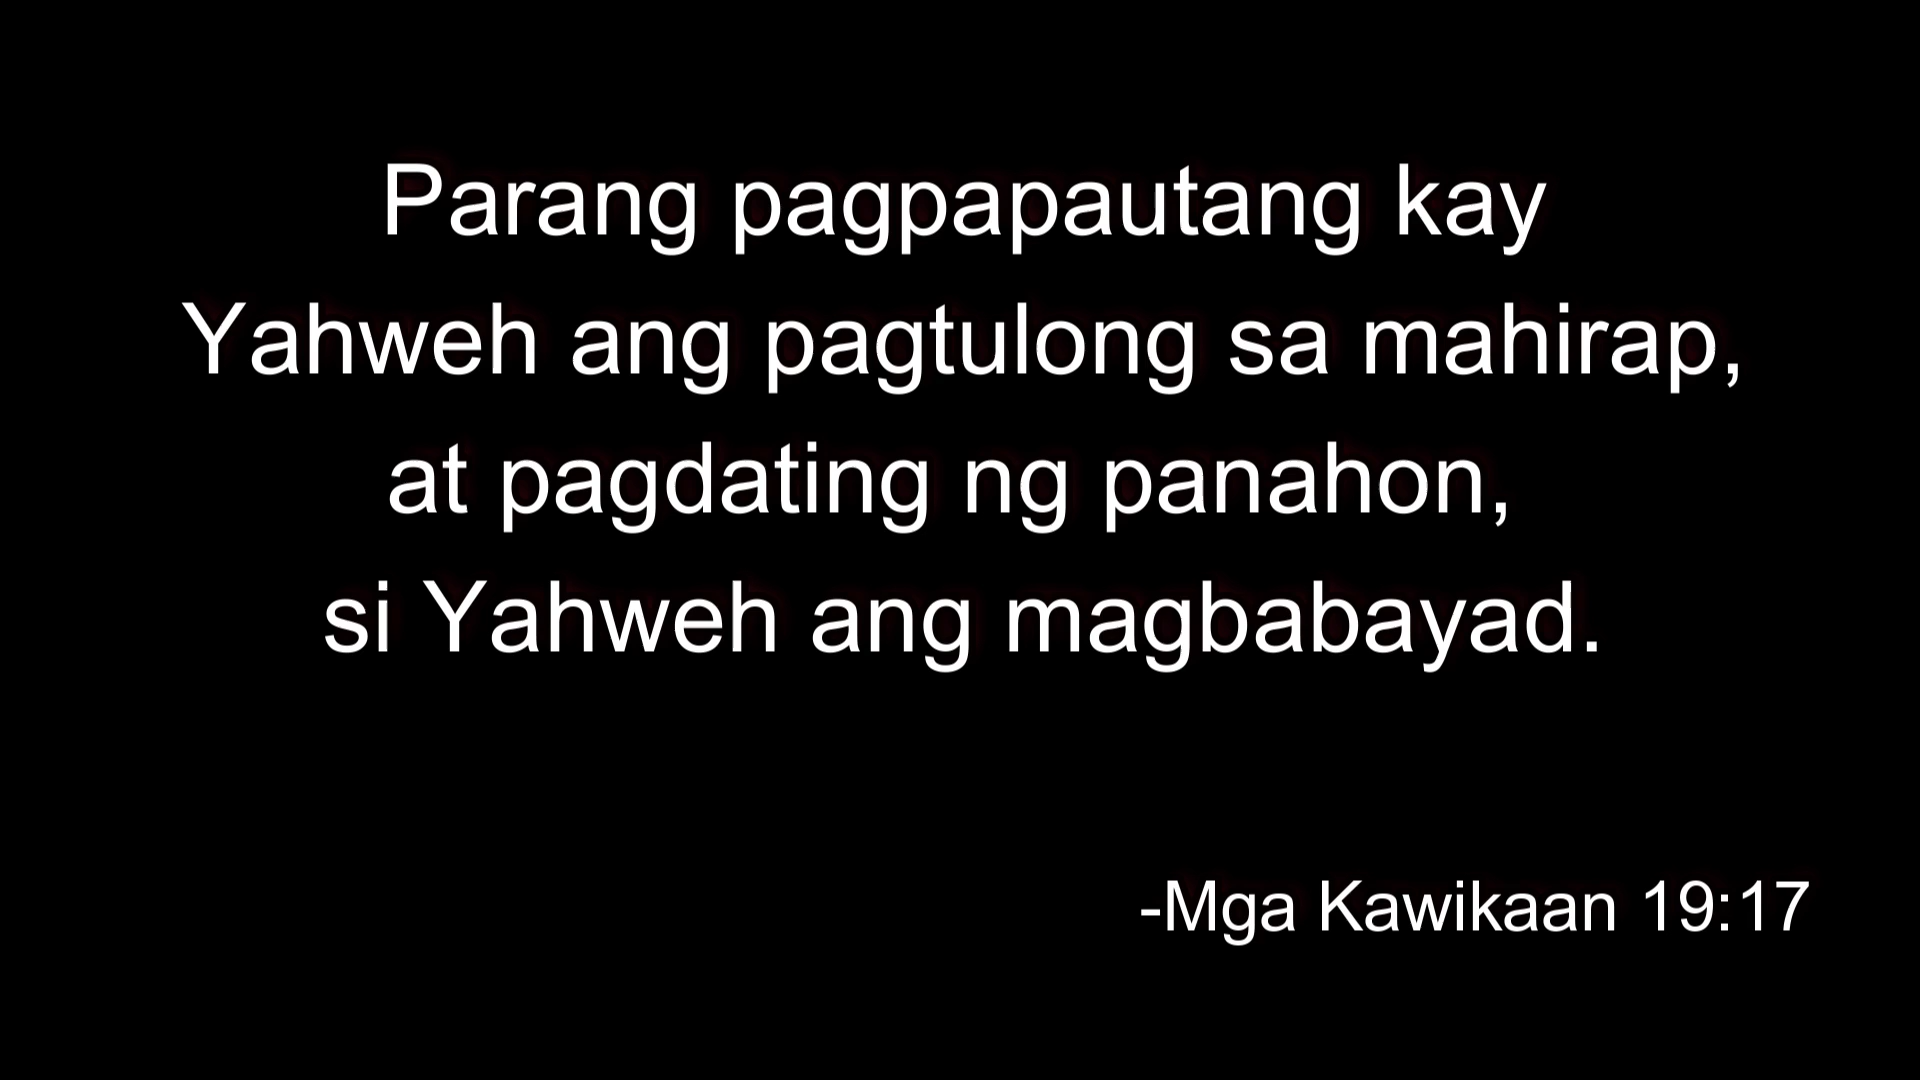 Parang pagpapautang kay
Yahweh ang pagtulong sa mahirap,
at pagdating ng panahon,
si Yahweh ang magbabayad.
-Mga Kawikaan 19:17